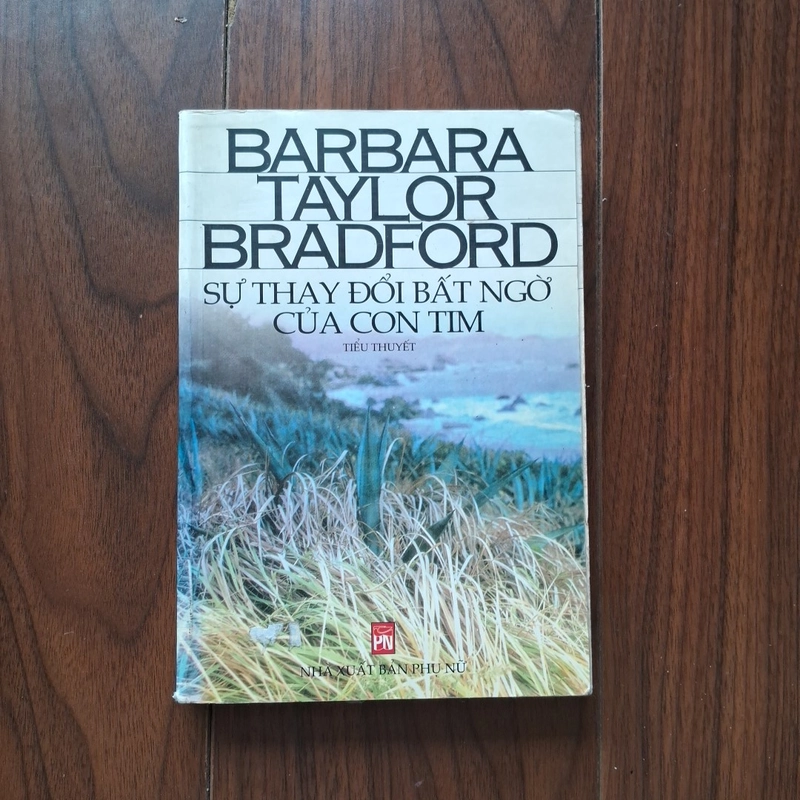 BARBARA
TAYLOR
BRADFORD
SỰ THAY ĐỔI BẤT NGỜ
CỦA CON TIM
TIỂU THUYẾT
PN
NHÀ XUẤT BẢN PHỤ NỮ